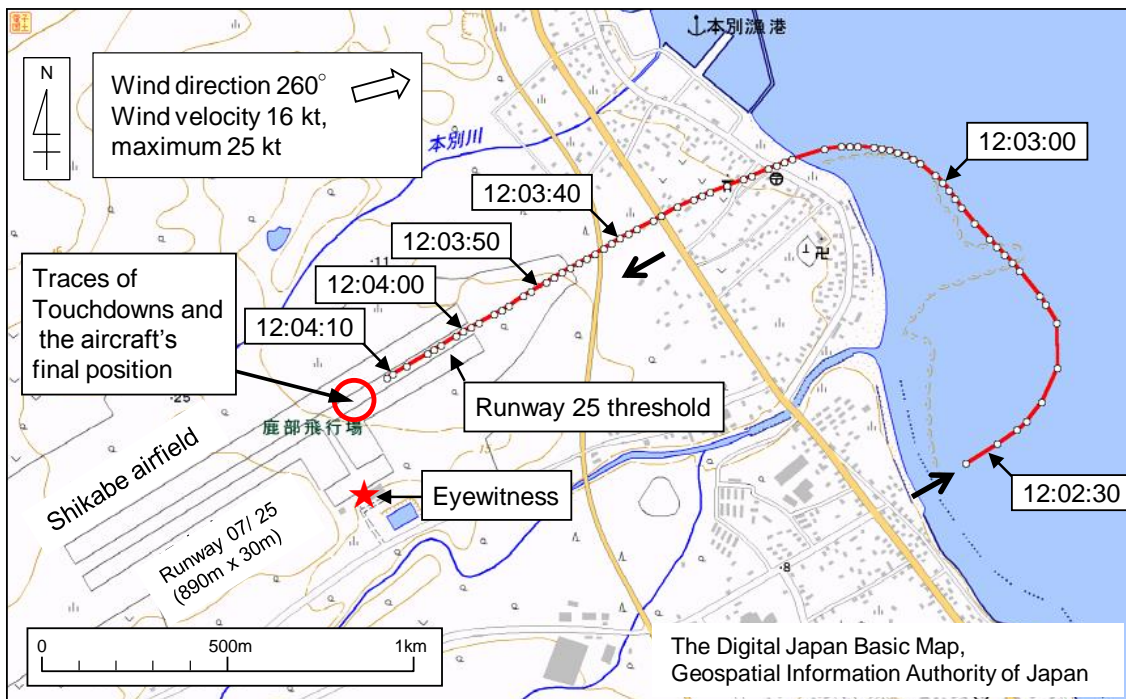 本別漁港
N
Wind direction 260°
Wind velocity 16 kt,
maximum 25 kt
本別川
12:03:00
12:03:40
12:03:50
12:04:00
12:04:10
Traces of
Touchdowns and
the aircraft's
final position
·11
·25
Runway 25 threshold
鹿部飛行場
15
Shikabe airfield
Eyewitness
12:02:30
Runway 07/ 25
(890m x 30m)
·8
0 500m 1km
The Digital Japan Basic Map,
Geospatial Information Authority of Japan